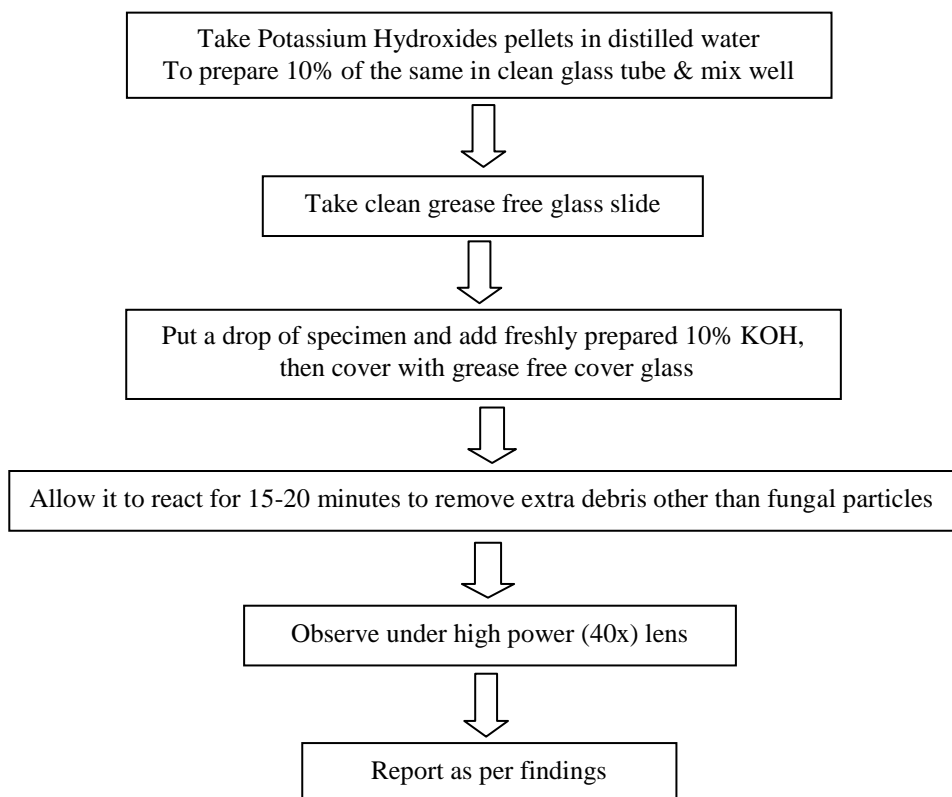 Take Potassium Hydroxides pellets in distilled water
To prepare 10% of the same in clean glass tube & mix well
Take clean grease free glass slide
Put a drop of specimen and add freshly prepared 10% KOH,
then cover with grease free cover glass
Allow it to react for 15-20 minutes to remove extra debris other than fungal particles
Observe under high power (40x) lens
Report as per findings